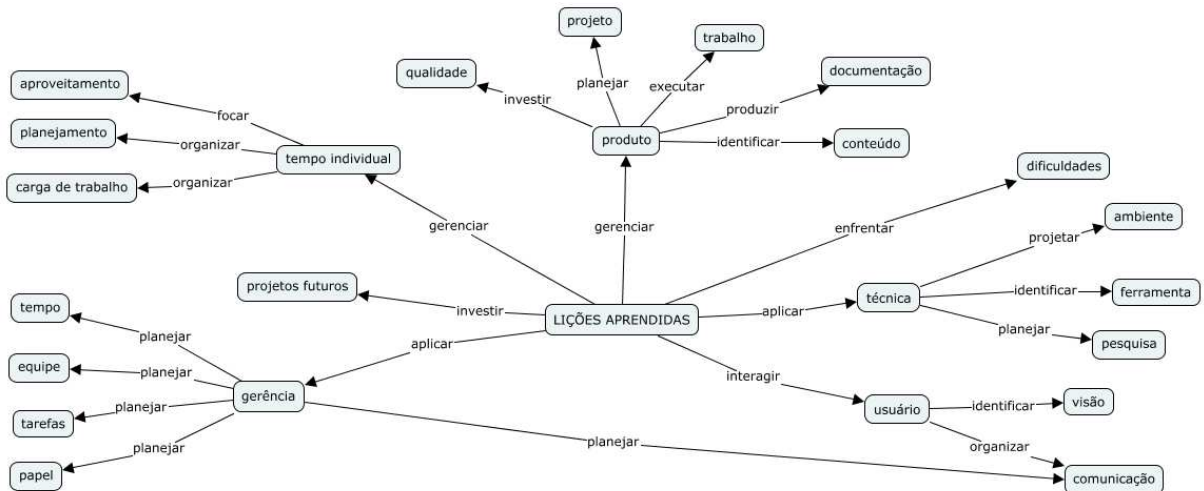 projeto
trabalho
qualidade
documentação
aproveitamento
planejar
executar
investir
produzir
focar
planejamento
produto
identificar
conteúdo
organizar
tempo individual
dificuldades
carga de trabalho
organizar
ambiente
gerenciar
gerenciar
enfrentar
projetar
projetos futuros
técnica
identificar
ferramenta
tempo
investir
LIÇÕES APRENDIDAS
aplicar
planejar
planejar
aplicar
pesquisa
equipe
planejar
interagir
gerência
usuário
identificar
visão
tarefas
planejar
planejar
planejar
organizar
papel
comunicação